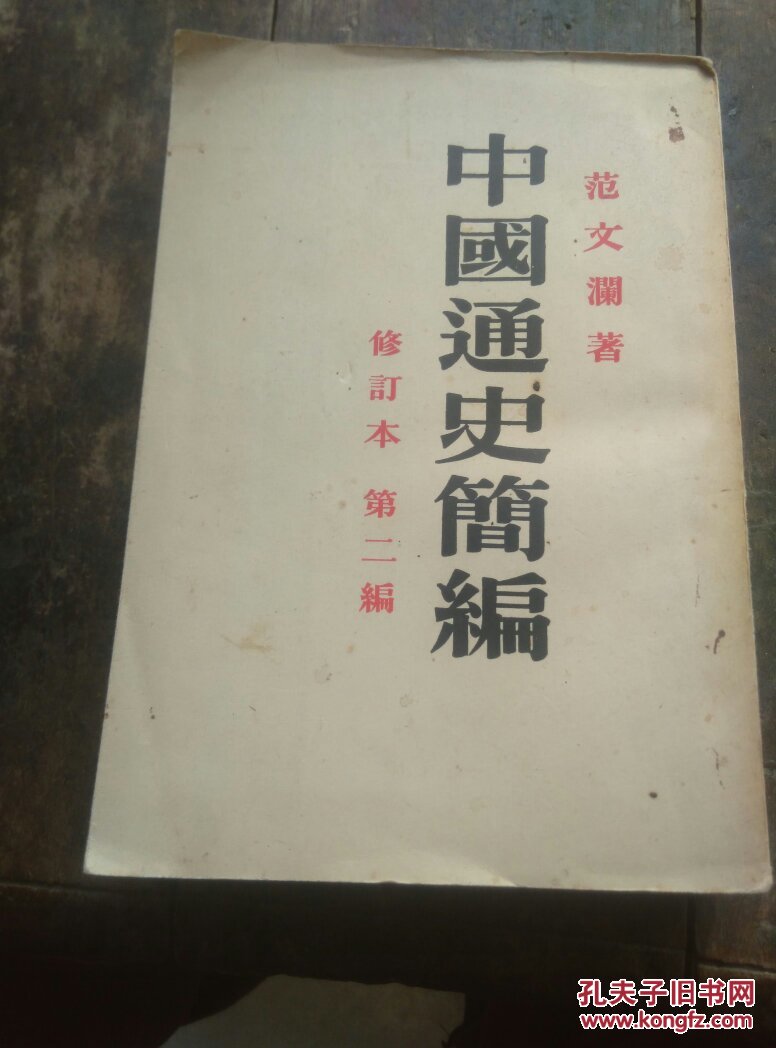 范文瀾著
中國通史簡編
修訂本 第二編
孔夫子旧书网
www.kongfz.com